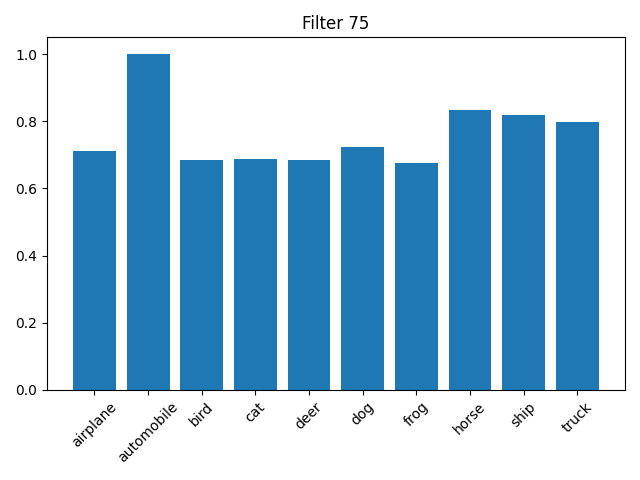 Filter 75
1.0
0.8
0.6
0.4
0.2
0.0
airplane
automobile
bird
cat
deer
dog
frog
horse
ship
truck